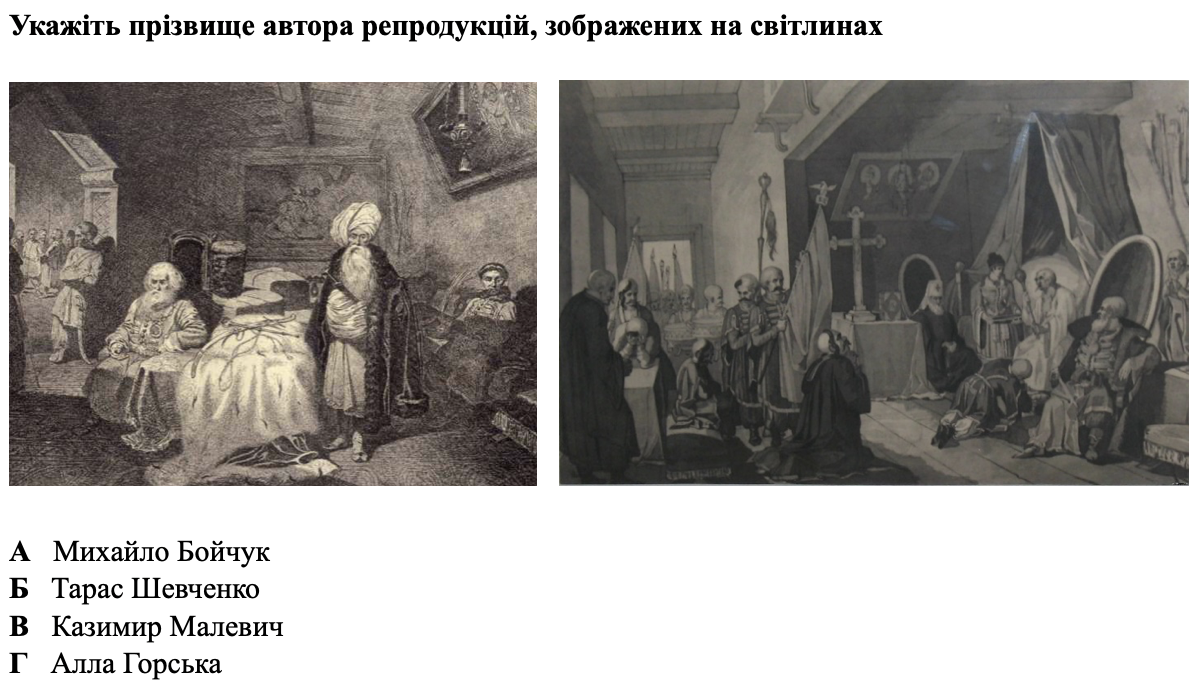 Укажіть прізвище автора репродукцій, зображених на світлинах
А Михайло Бойчук
Б Тарас Шевченко
В Казимир Малевич
Г Алла Горська